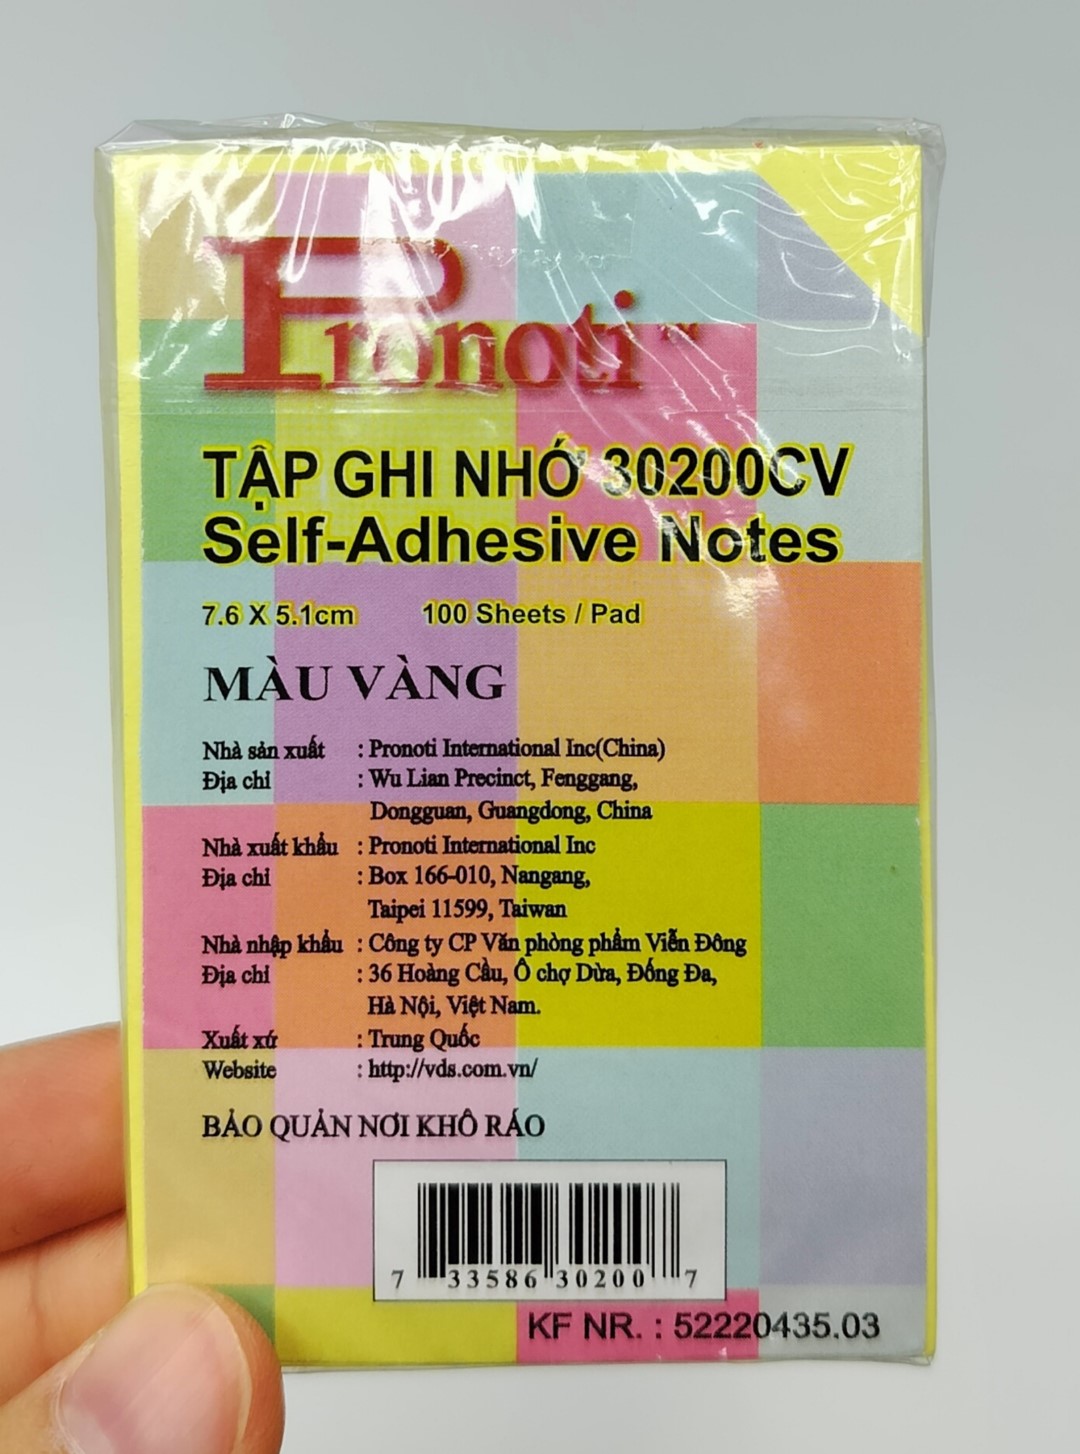 Pronoti™
TẬP GHI NHỚ 30200CV
Self-Adhesive Notes
7.6 X 5.1cm 100 Sheets / Pad
MÀU VÀNG
Nhà sản xuất : Pronoti International Inc(China)
Địa chỉ : Wu Lian Precinct, Fenggang,
Dongguan, Guangdong, China
Nhà xuất khẩu : Pronoti International Inc
Địa chỉ : Box 166-010, Nangang,
Taipei 11599, Taiwan
Nhà nhập khẩu : Công ty CP Văn phòng phẩm Viễn Đông
Địa chỉ : 36 Hoàng Cầu, Ô chợ Dừa, Đống Đa,
Hà Nội, Việt Nam.
Xuất xứ : Trung Quốc
Website : http://vds.com.vn/
BẢO QUẢN NƠI KHÔ RÁO
7 33586 30200 7
KF NR. : 52220435.03